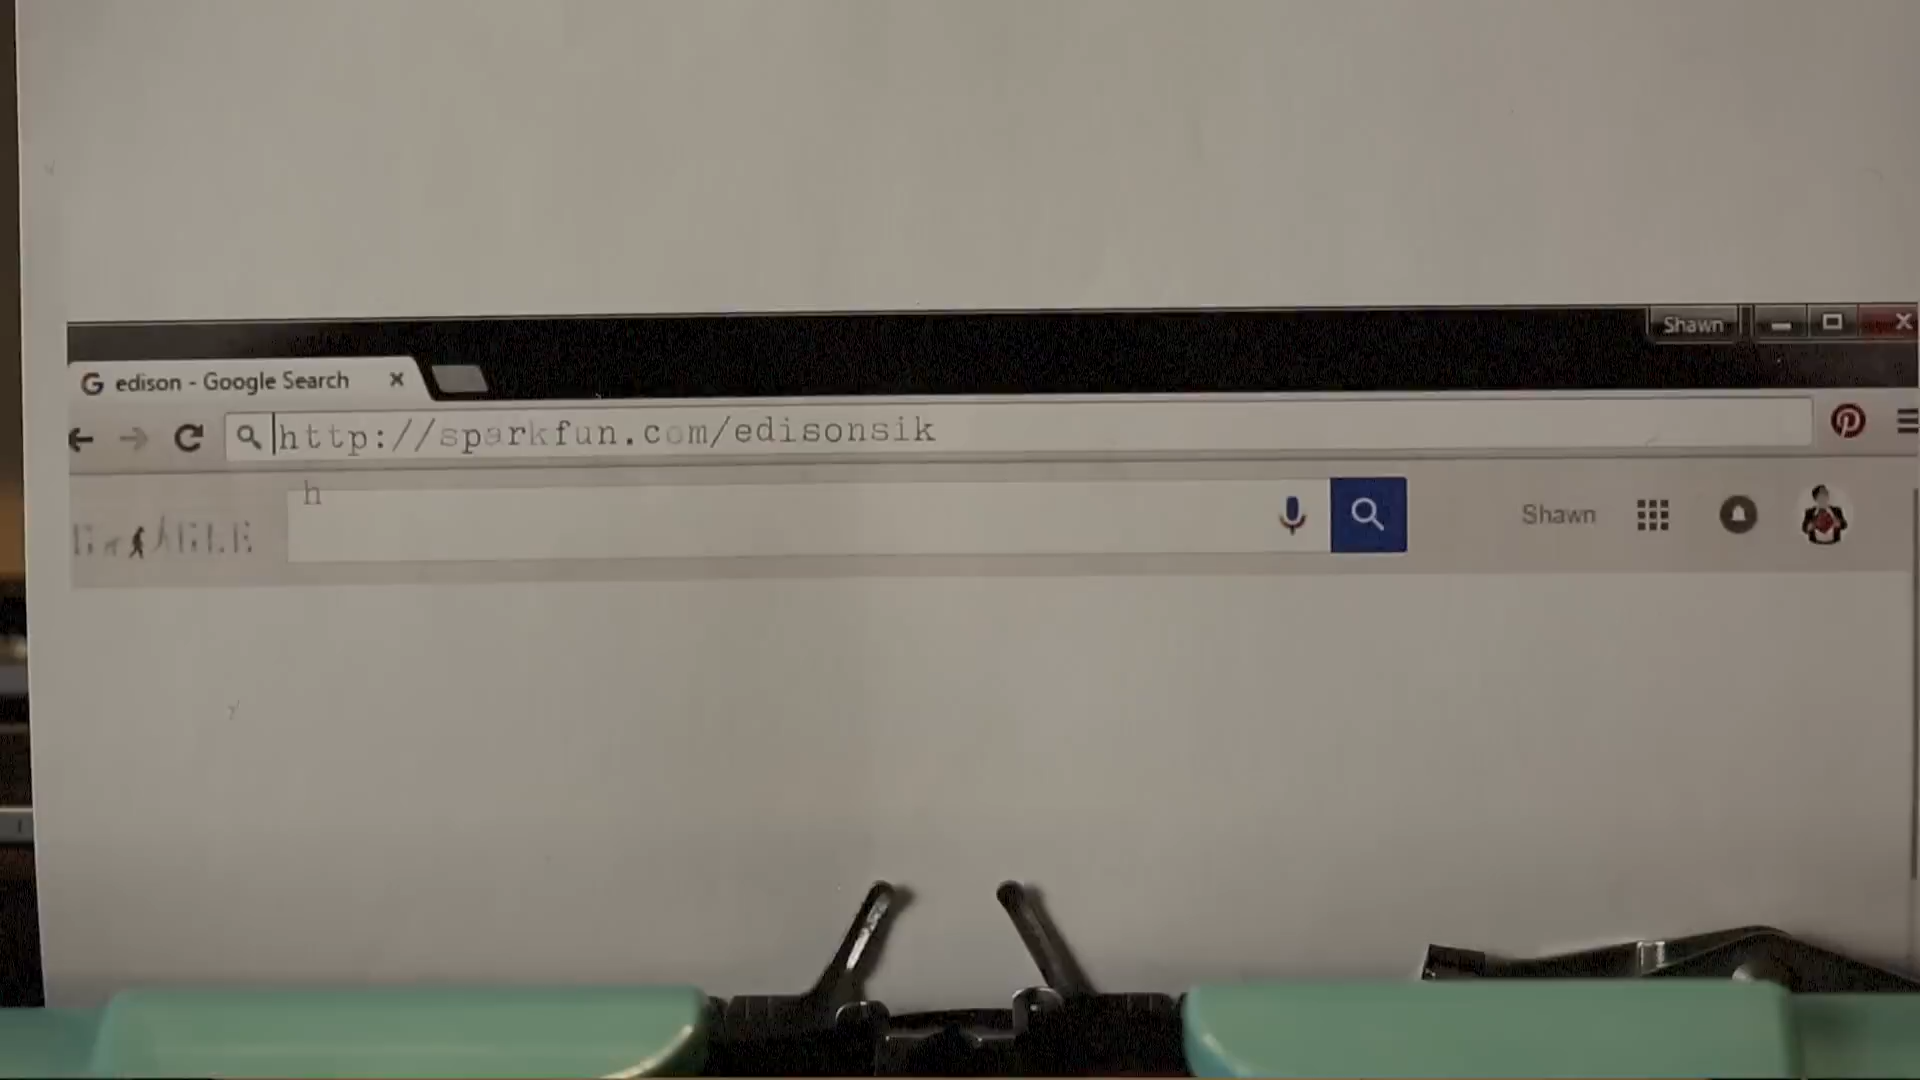 Shawn
edison - Google Search
http://sparkfun.com/edisonsik
h
Shawn